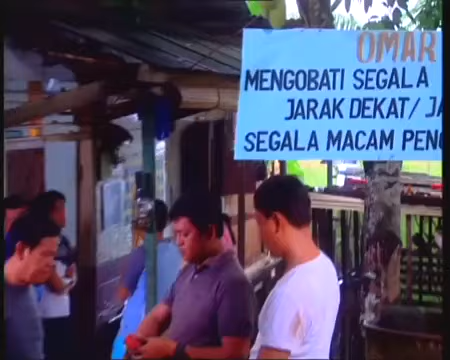 OMAR
MENGOBATI SEGALA
JARAK DEKAT/
SEGALA MACAM